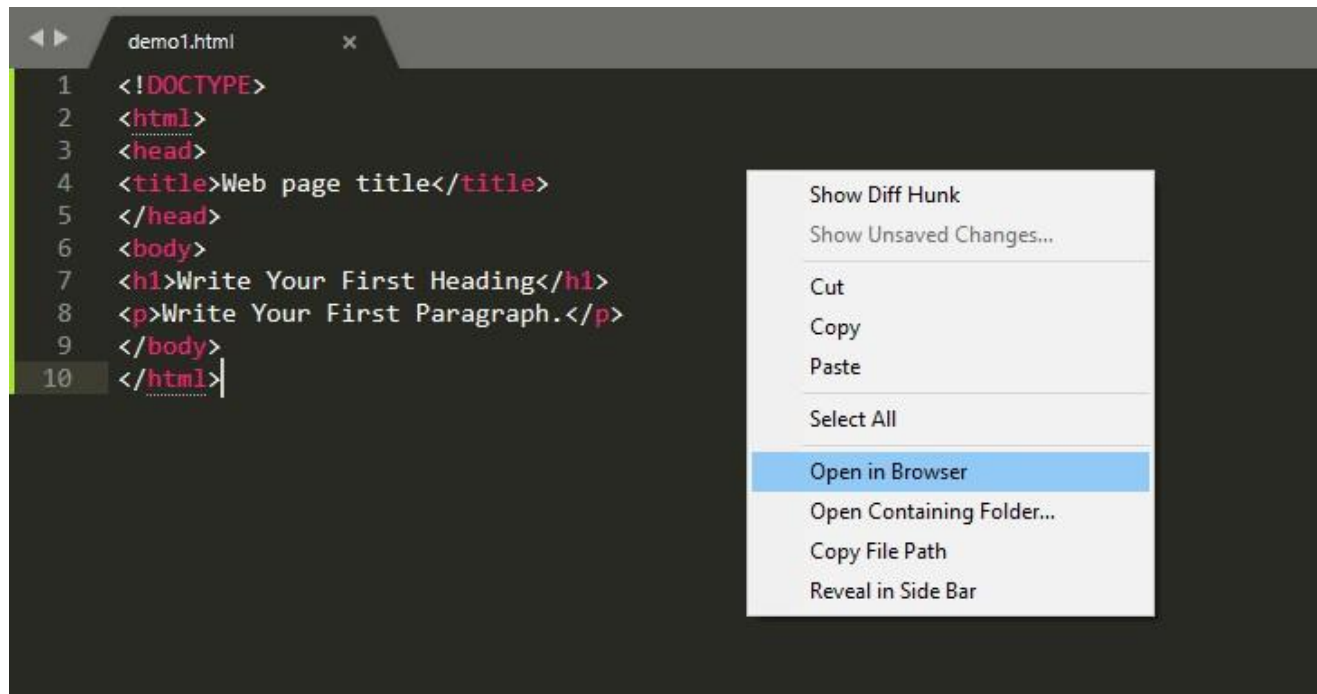 demo1.html ×
1 <!DOCTYPE>
2 <html>
3 <head>
4 <title>Web page title</title>
5 </head>
6 <body>
7 <h1>Write Your First Heading</h1>
8 <p>Write Your First Paragraph.</p>
9 </body>
10 </html>
Show Diff Hunk
Show Unsaved Changes...
Cut
Copy
Paste
Select All
Open in Browser
Open Containing Folder...
Copy File Path
Reveal in Side Bar